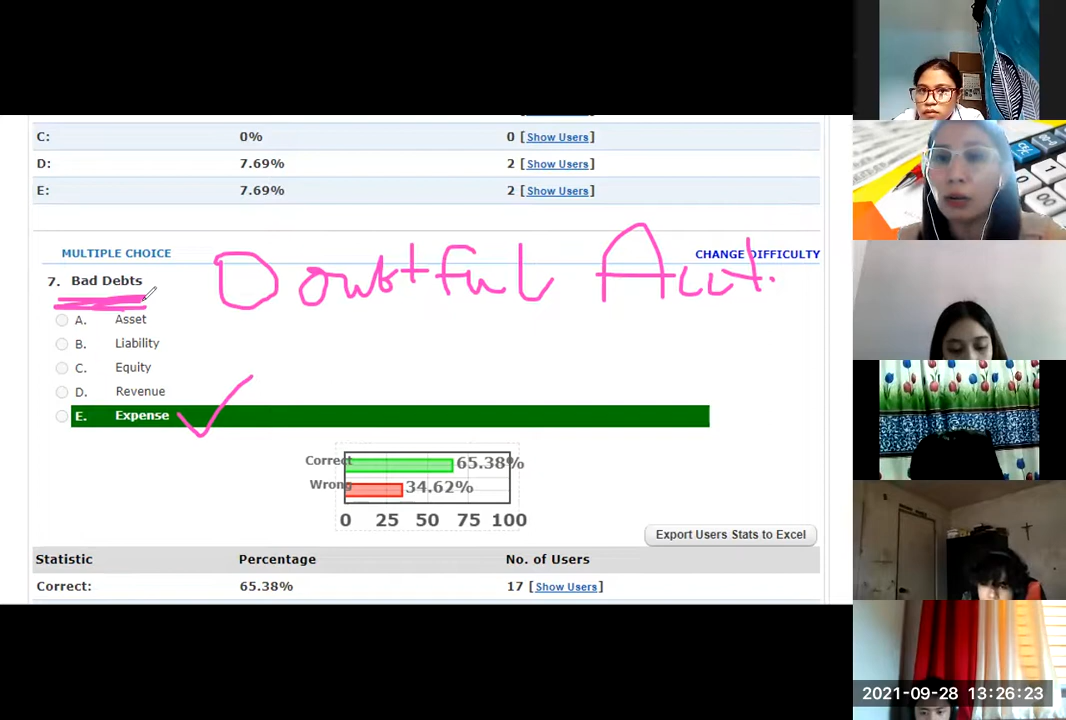 C: 0% 0 [Show Users]
D: 7.69% 2 [Show Users]
E: 7.69% 2 [Show Users]
MULTIPLE CHOICE
CHANGE DIFFICULTY
Doubtful Acct.
7. Bad Debts
A. Asset
B. Liability
C. Equity
D. Revenue
E. Expense
Correct 65.38%
Wrong 34.62%
0 25 50 75 100
Export Users Stats to Excel
Statistic Percentage No. of Users
Correct: 65.38% 17 [Show Users]
2021-09-28 13:26:23